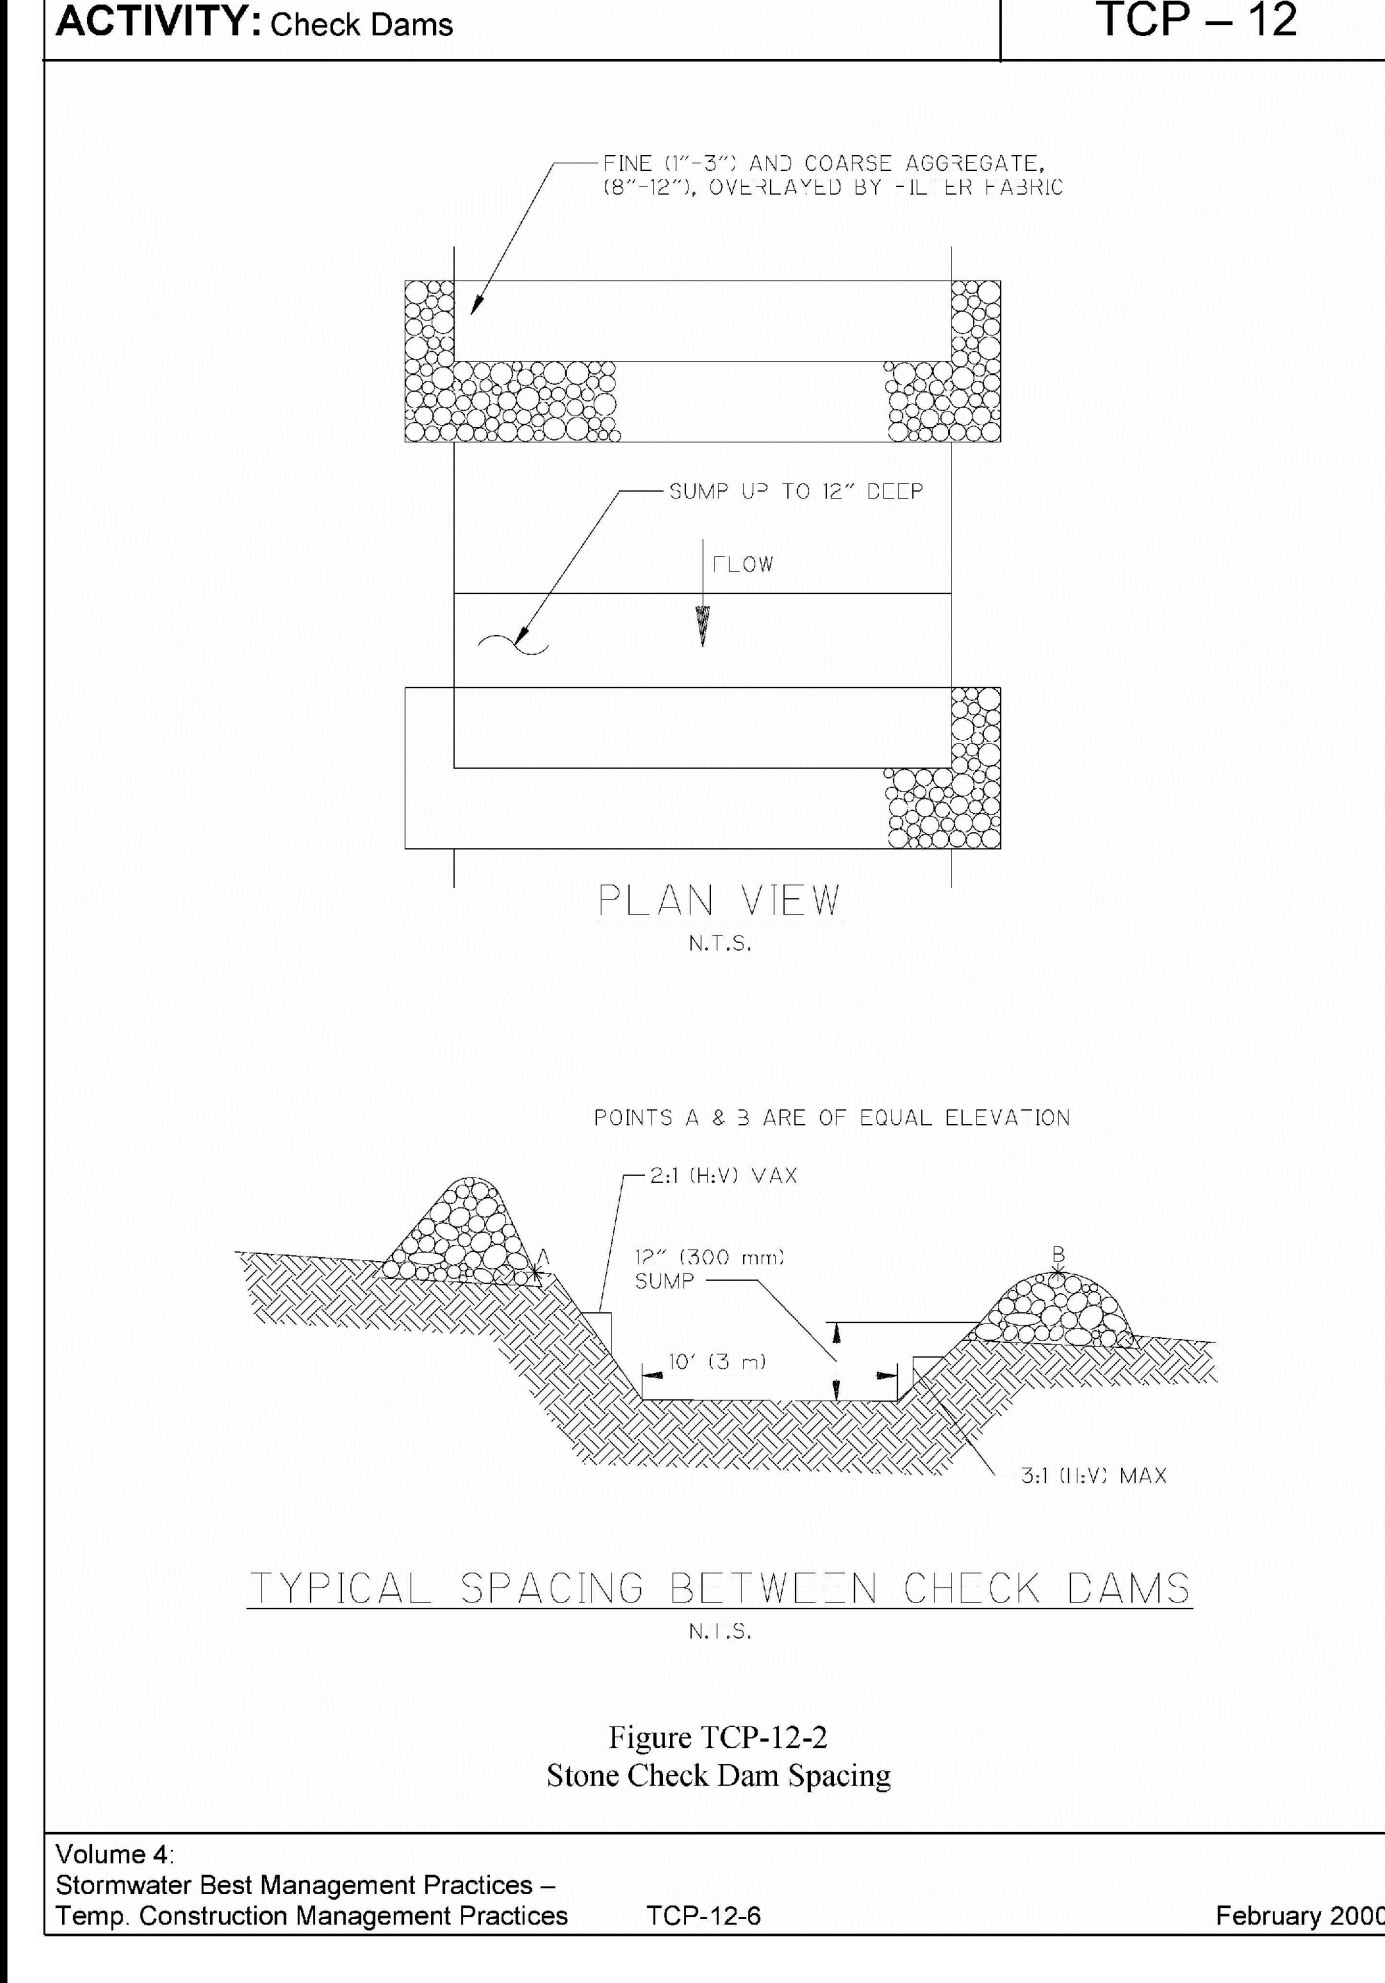 ACTIVITY: Check Dams
TCP – 12
FINE (1"-3") AND COARSE AGGREGATE,
(8"-12"), OVERLAYED BY FILTER FABRIC
SUMP UP TO 12" DEEP
FLOW
PLAN VIEW
N.T.S.
POINTS A & B ARE OF EQUAL ELEVATION
2:1 (H:V) MAX
A
12" (300 mm)
SUMP
B
10' (3 m)
3:1 (H:V) MAX
TYPICAL SPACING BETWEEN CHECK DAMS
N.T.S.
Figure TCP-12-2
Stone Check Dam Spacing
Volume 4:
Stormwater Best Management Practices –
Temp. Construction Management Practices
TCP-12-6
February 2000